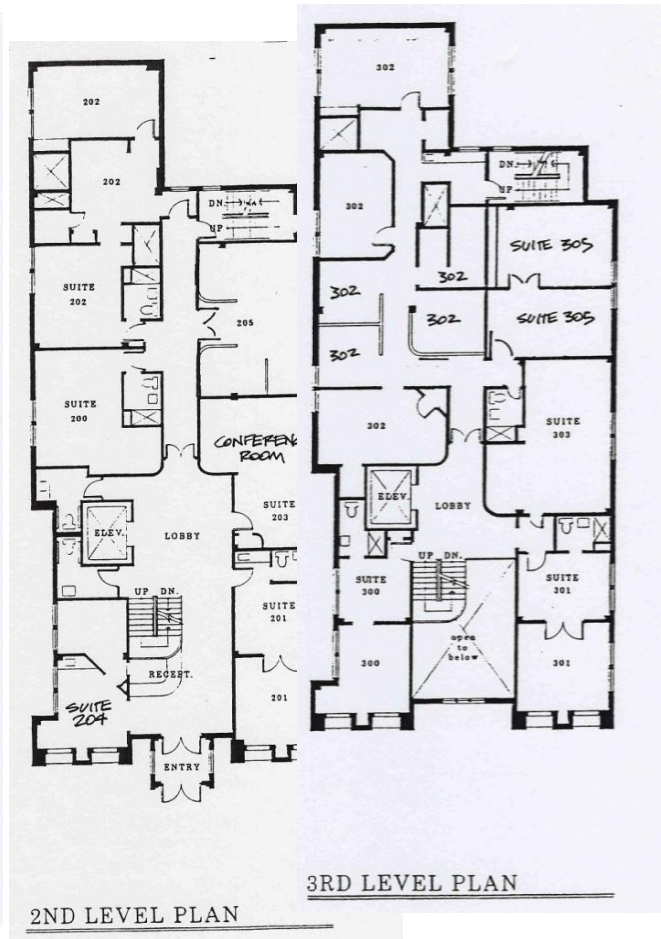 202
202
DN.
UP
SUITE
202
205
SUITE
200
CONFEREN
ROOM
SUITE
203
ELEV.
LOBBY
UP DN.
SUITE
201
RECEPT.
SUITE
204
201
ENTRY
2ND LEVEL PLAN
302
DN.
UP
302
SUITE 305
302
302
302
SUITE 305
302
302
SUITE
303
ELEV.
LOBBY
UP DN.
SUITE
300
SUITE
301
open
to
below
300
301
3RD LEVEL PLAN